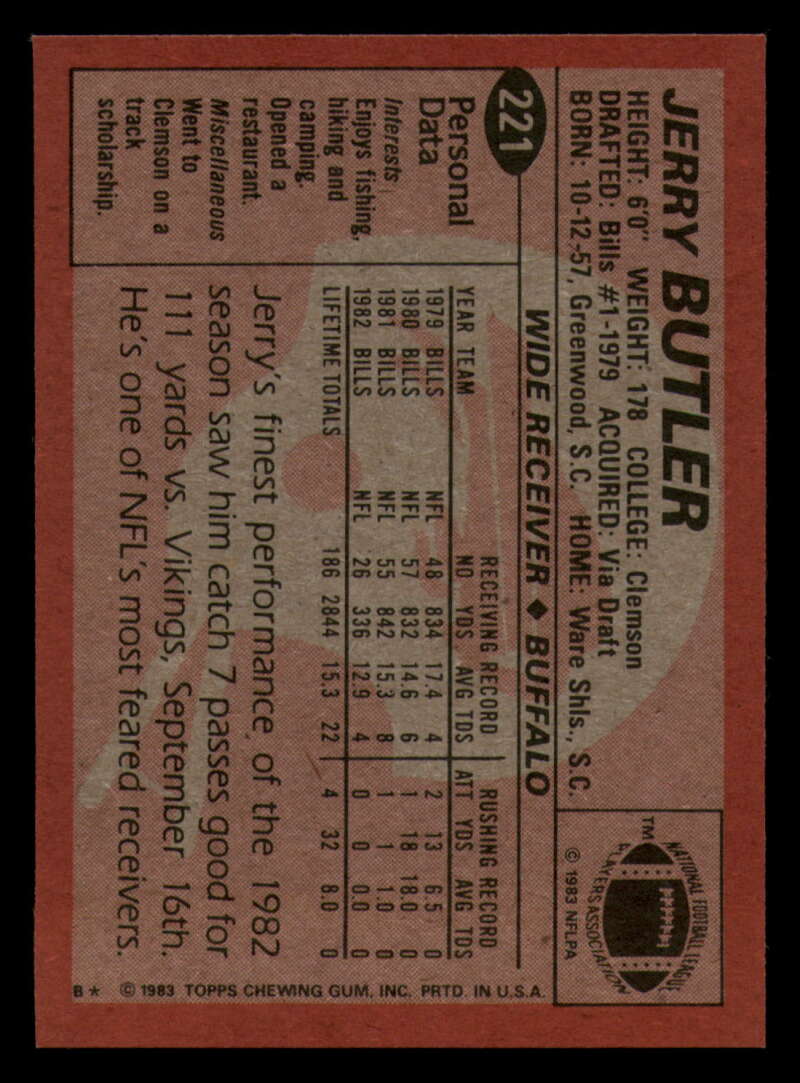 JERRY BUTLER
HEIGHT: 6'0" WEIGHT: 178 COLLEGE: Clemson
DRAFTED: Bills #1-1979 ACQUIRED: Via Draft
BORN: 10-12-57, Greenwood, S.C. HOME: Ware Shls., S.C.
NATIONAL FOOTBALL LEAGUE
PLAYERS ASSOCIATION
TM
© 1983 NFLPA
221
WIDE RECEIVER ♦ BUFFALO
Personal
Data
Interests
Enjoys fishing,
hiking and
camping.
Opened a
restaurant.
Miscellaneous
Went to
Clemson on a
track
scholarship.
RECEIVING RECORD RUSHING RECORD
YEAR TEAM NO YDS AVG TDS ATT YDS AVG TDS
1979 BILLS NFL 48 834 17.4 4 2 13 6.5 0
1980 BILLS NFL 57 832 14.6 6 1 18 18.0 0
1981 BILLS NFL 55 842 15.3 8 1 1 1.0 0
1982 BILLS NFL 26 336 12.9 4 0 0 0.0 0
LIFETIME TOTALS 186 2844 15.3 22 4 32 8.0 0
Jerry's finest performance of the 1982
season saw him catch 7 passes good for
111 yards vs. Vikings, September 16th.
He's one of NFL's most feared receivers.
B★ © 1983 TOPPS CHEWING GUM, INC. PRTD. IN U.S.A.